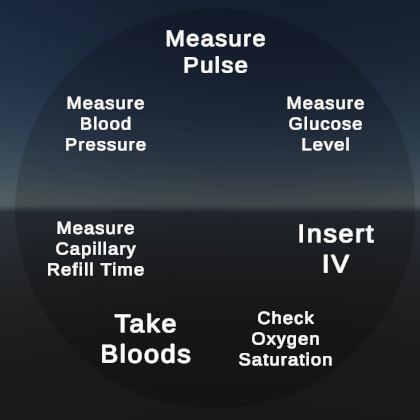 Measure
Pulse
Measure
Blood
Pressure
Measure
Glucose
Level
Measure
Capillary
Refill Time
Insert
IV
Take
Bloods
Check
Oxygen
Saturation